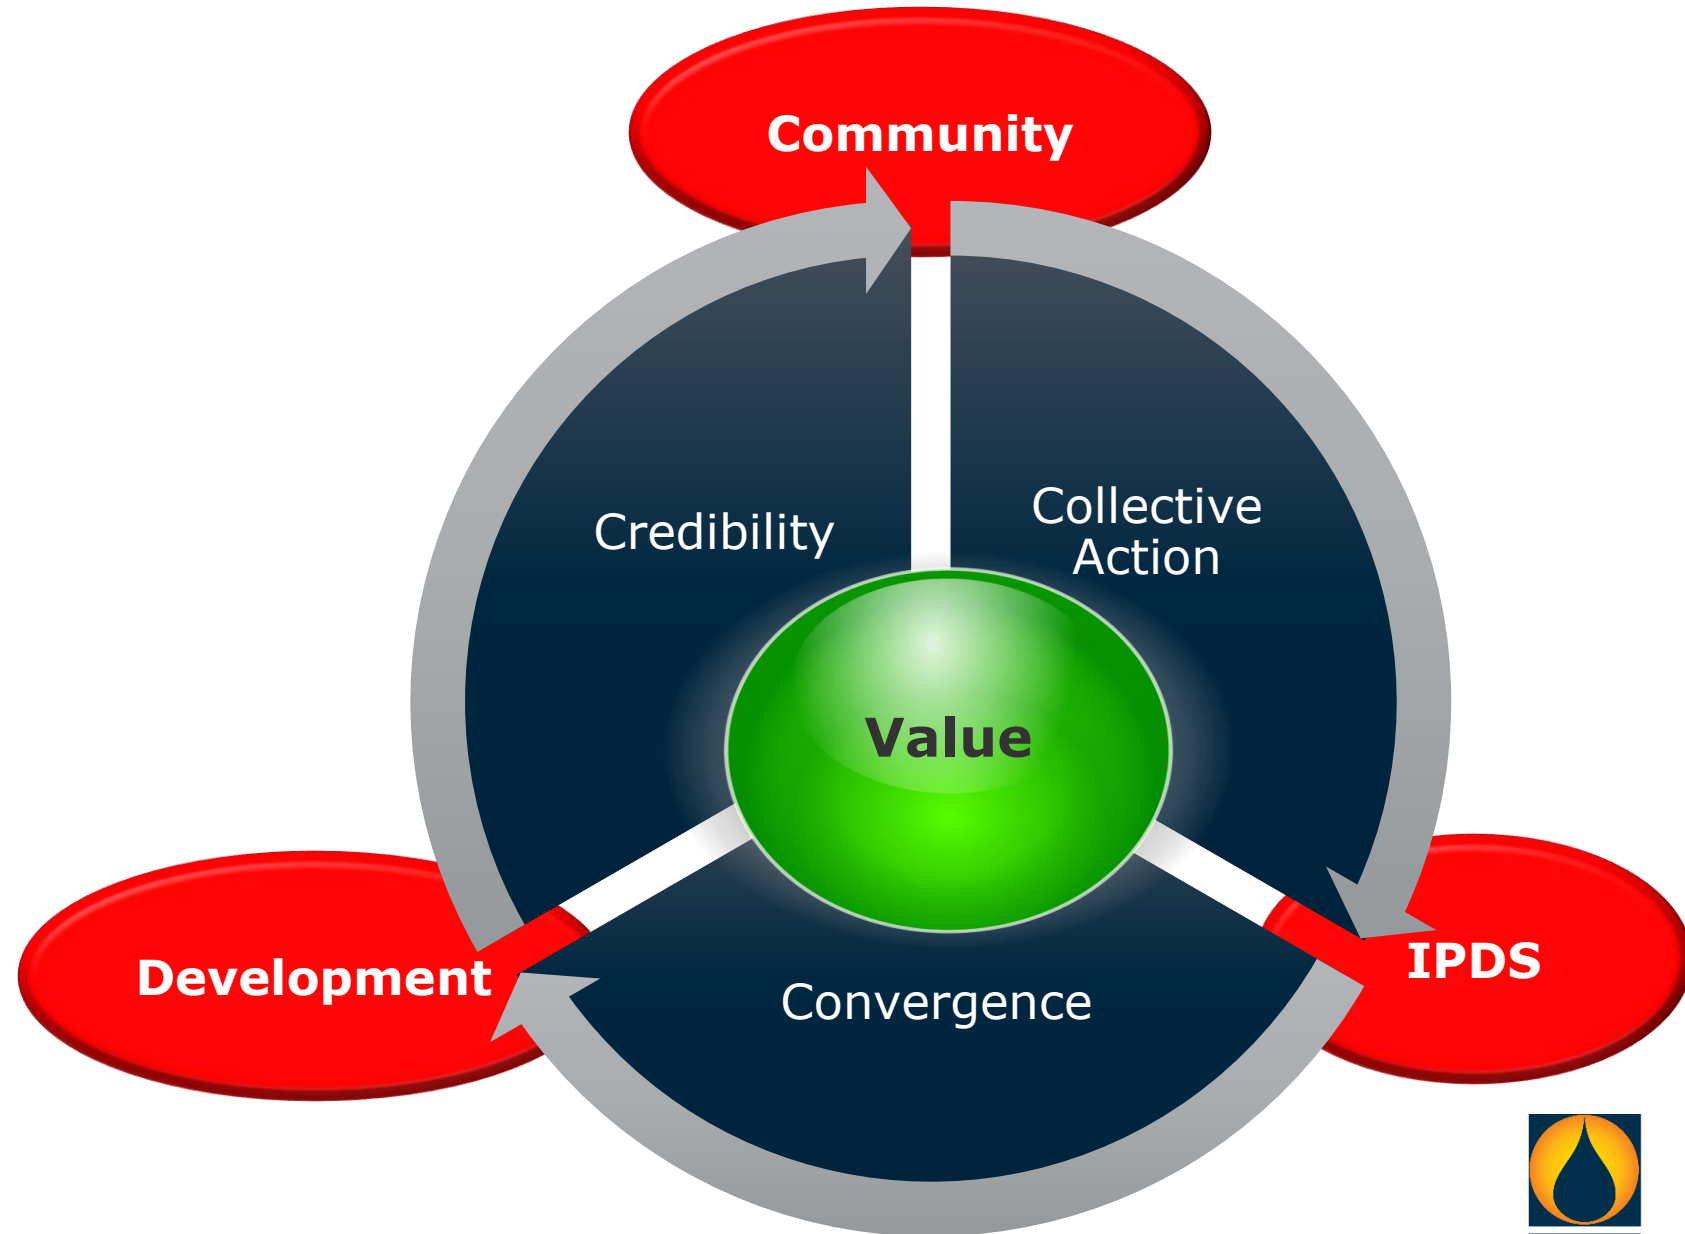 Community
Credibility
Collective
Action
Value
Development
IPDS
Convergence